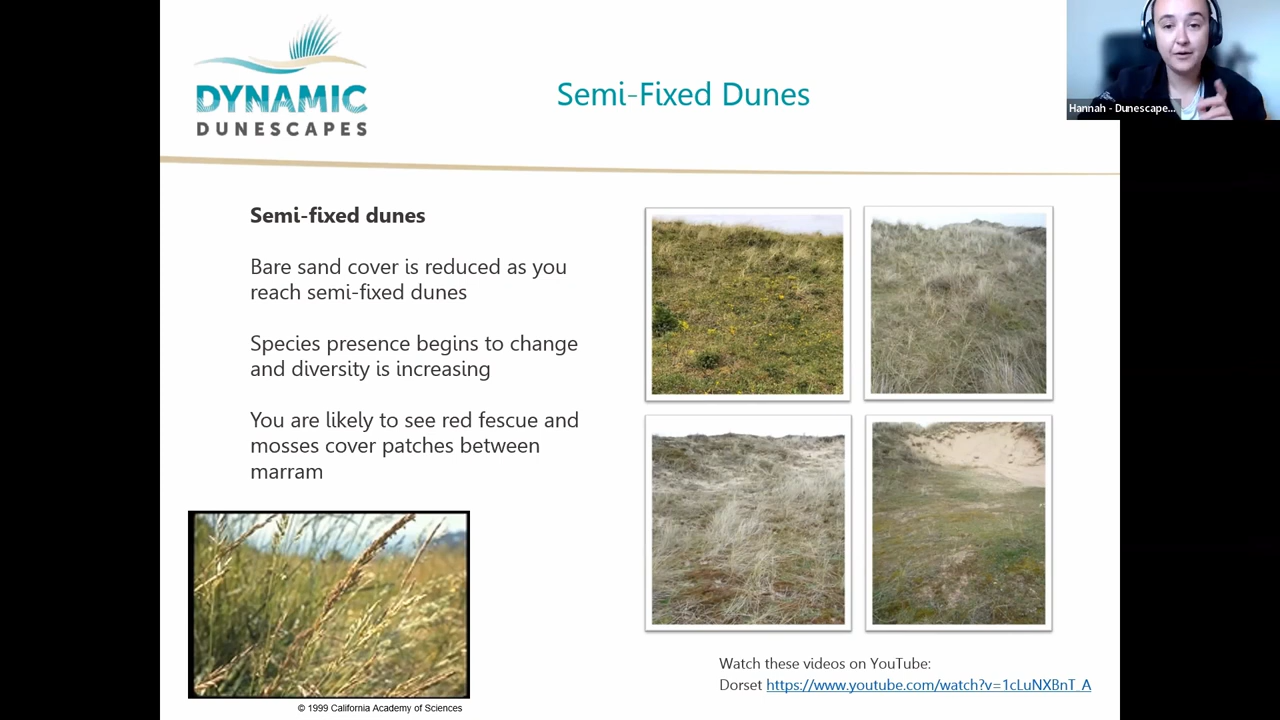 DYNAMIC
DUNESCAPES
Semi-Fixed Dunes
Hannah - Dunescape...
Semi-fixed dunes
Bare sand cover is reduced as you
reach semi-fixed dunes
Species presence begins to change
and diversity is increasing
You are likely to see red fescue and
mosses cover patches between
marram
© 1999 California Academy of Sciences
Watch these videos on YouTube:
Dorset https://www.youtube.com/watch?v=1cLuNXBnT_A